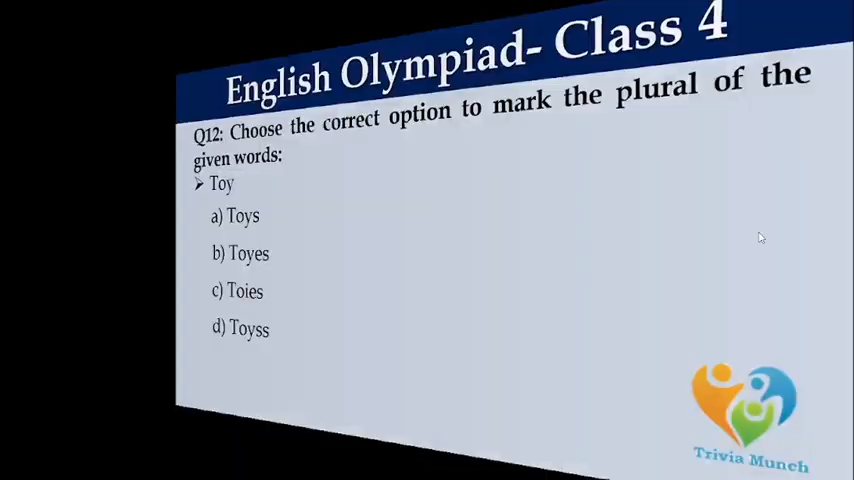 English Olympiad- Class 4
Q12: Choose the correct option to mark the plural of the
given words:
➢ Toy
a) Toys
b) Toyes
c) Toies
d) Toyss
Trivia Munch